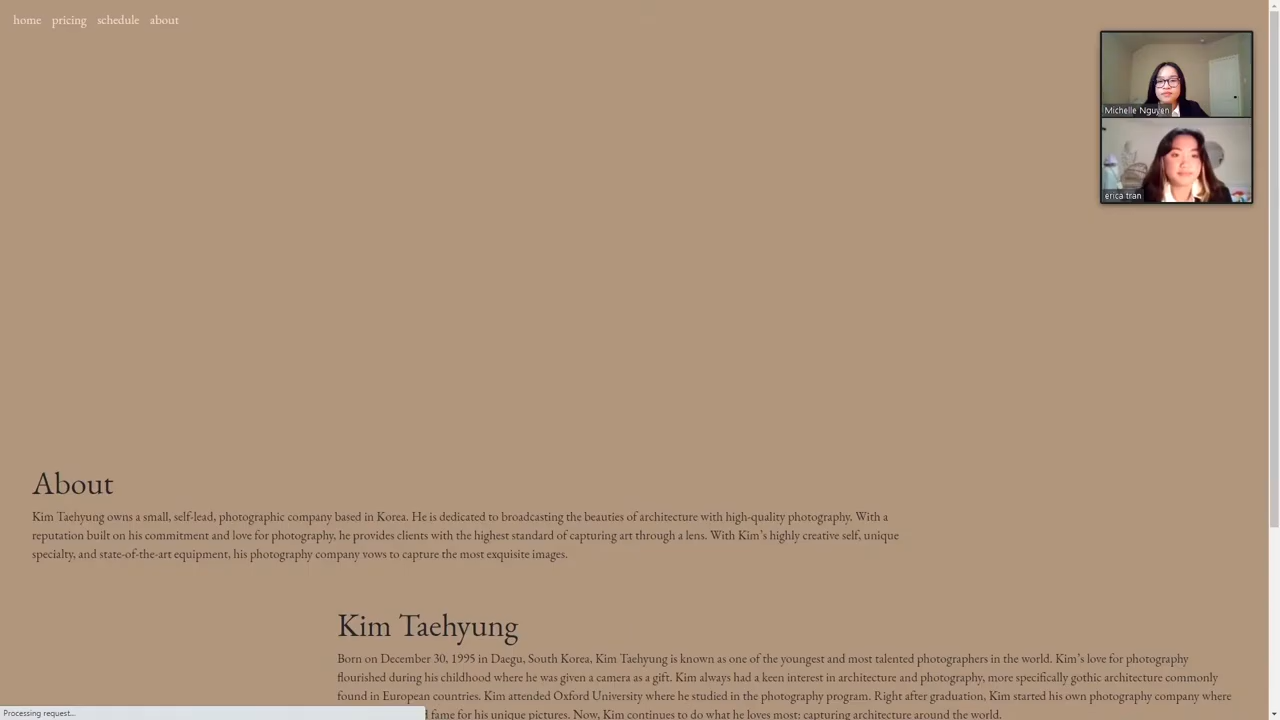 home pricing schedule about
Michelle Nguyen
erica tran
About
Kim Taehyung owns a small, self-lead, photographic company based in Korea. He is dedicated to broadcasting the beauties of architecture with high-quality photography. With a
reputation built on his commitment and love for photography, he provides clients with the highest standard of capturing art through a lens. With Kim's highly creative self, unique
specialty, and state-of-the-art equipment, his photography company vows to capture the most exquisite images.
Kim Taehyung
Born on December 30, 1995 in Daegu, South Korea, Kim Taehyung is known as one of the youngest and most talented photographers in the world. Kim's love for photography
flourished during his childhood where he was given a camera as a gift. Kim always had a keen interest in architecture and photography, more specifically gothic architecture commonly
found in European countries. Kim attended Oxford University where he studied in the photography program. Right after graduation, Kim started his own photography company where
fame for his unique pictures. Now, Kim continues to do what he loves most: capturing architecture around the world.
Processing request...